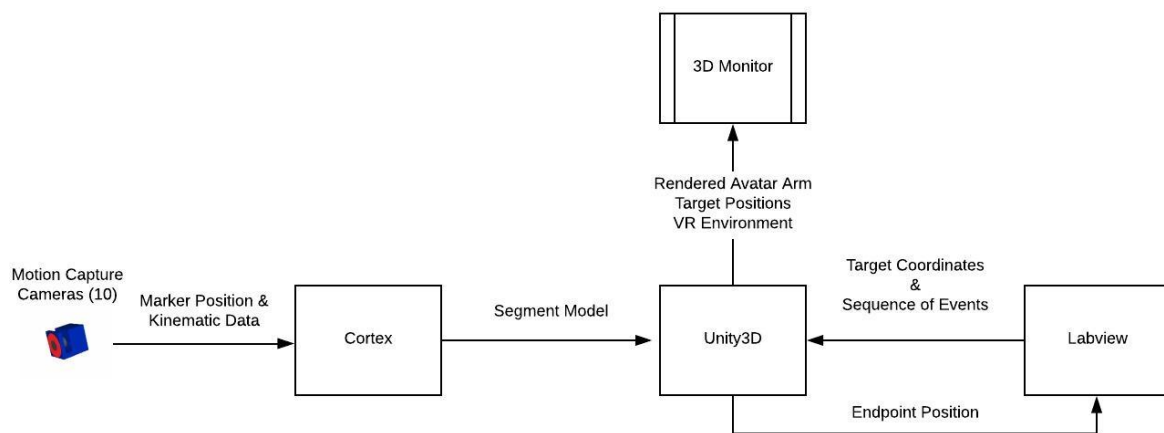 3D Monitor
Rendered Avatar Arm
Target Positions
VR Environment
Motion Capture
Cameras (10)
Marker Position &
Kinematic Data
Cortex
Segment Model
Unity3D
Target Coordinates
&
Sequence of Events
Labview
Endpoint Position